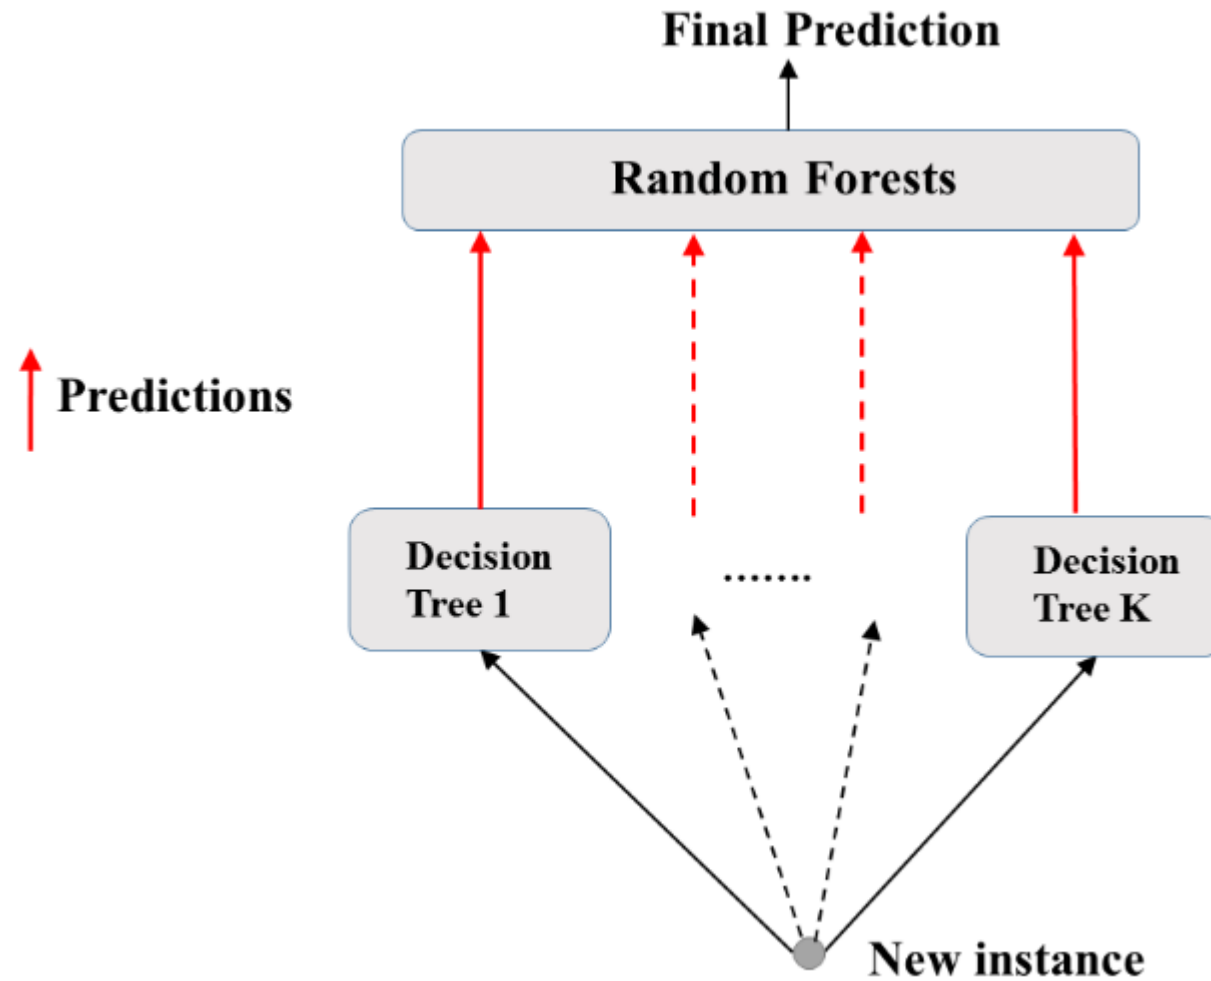 Final Prediction
Random Forests
Predictions
Decision
Tree 1
.......
Decision
Tree K
New instance